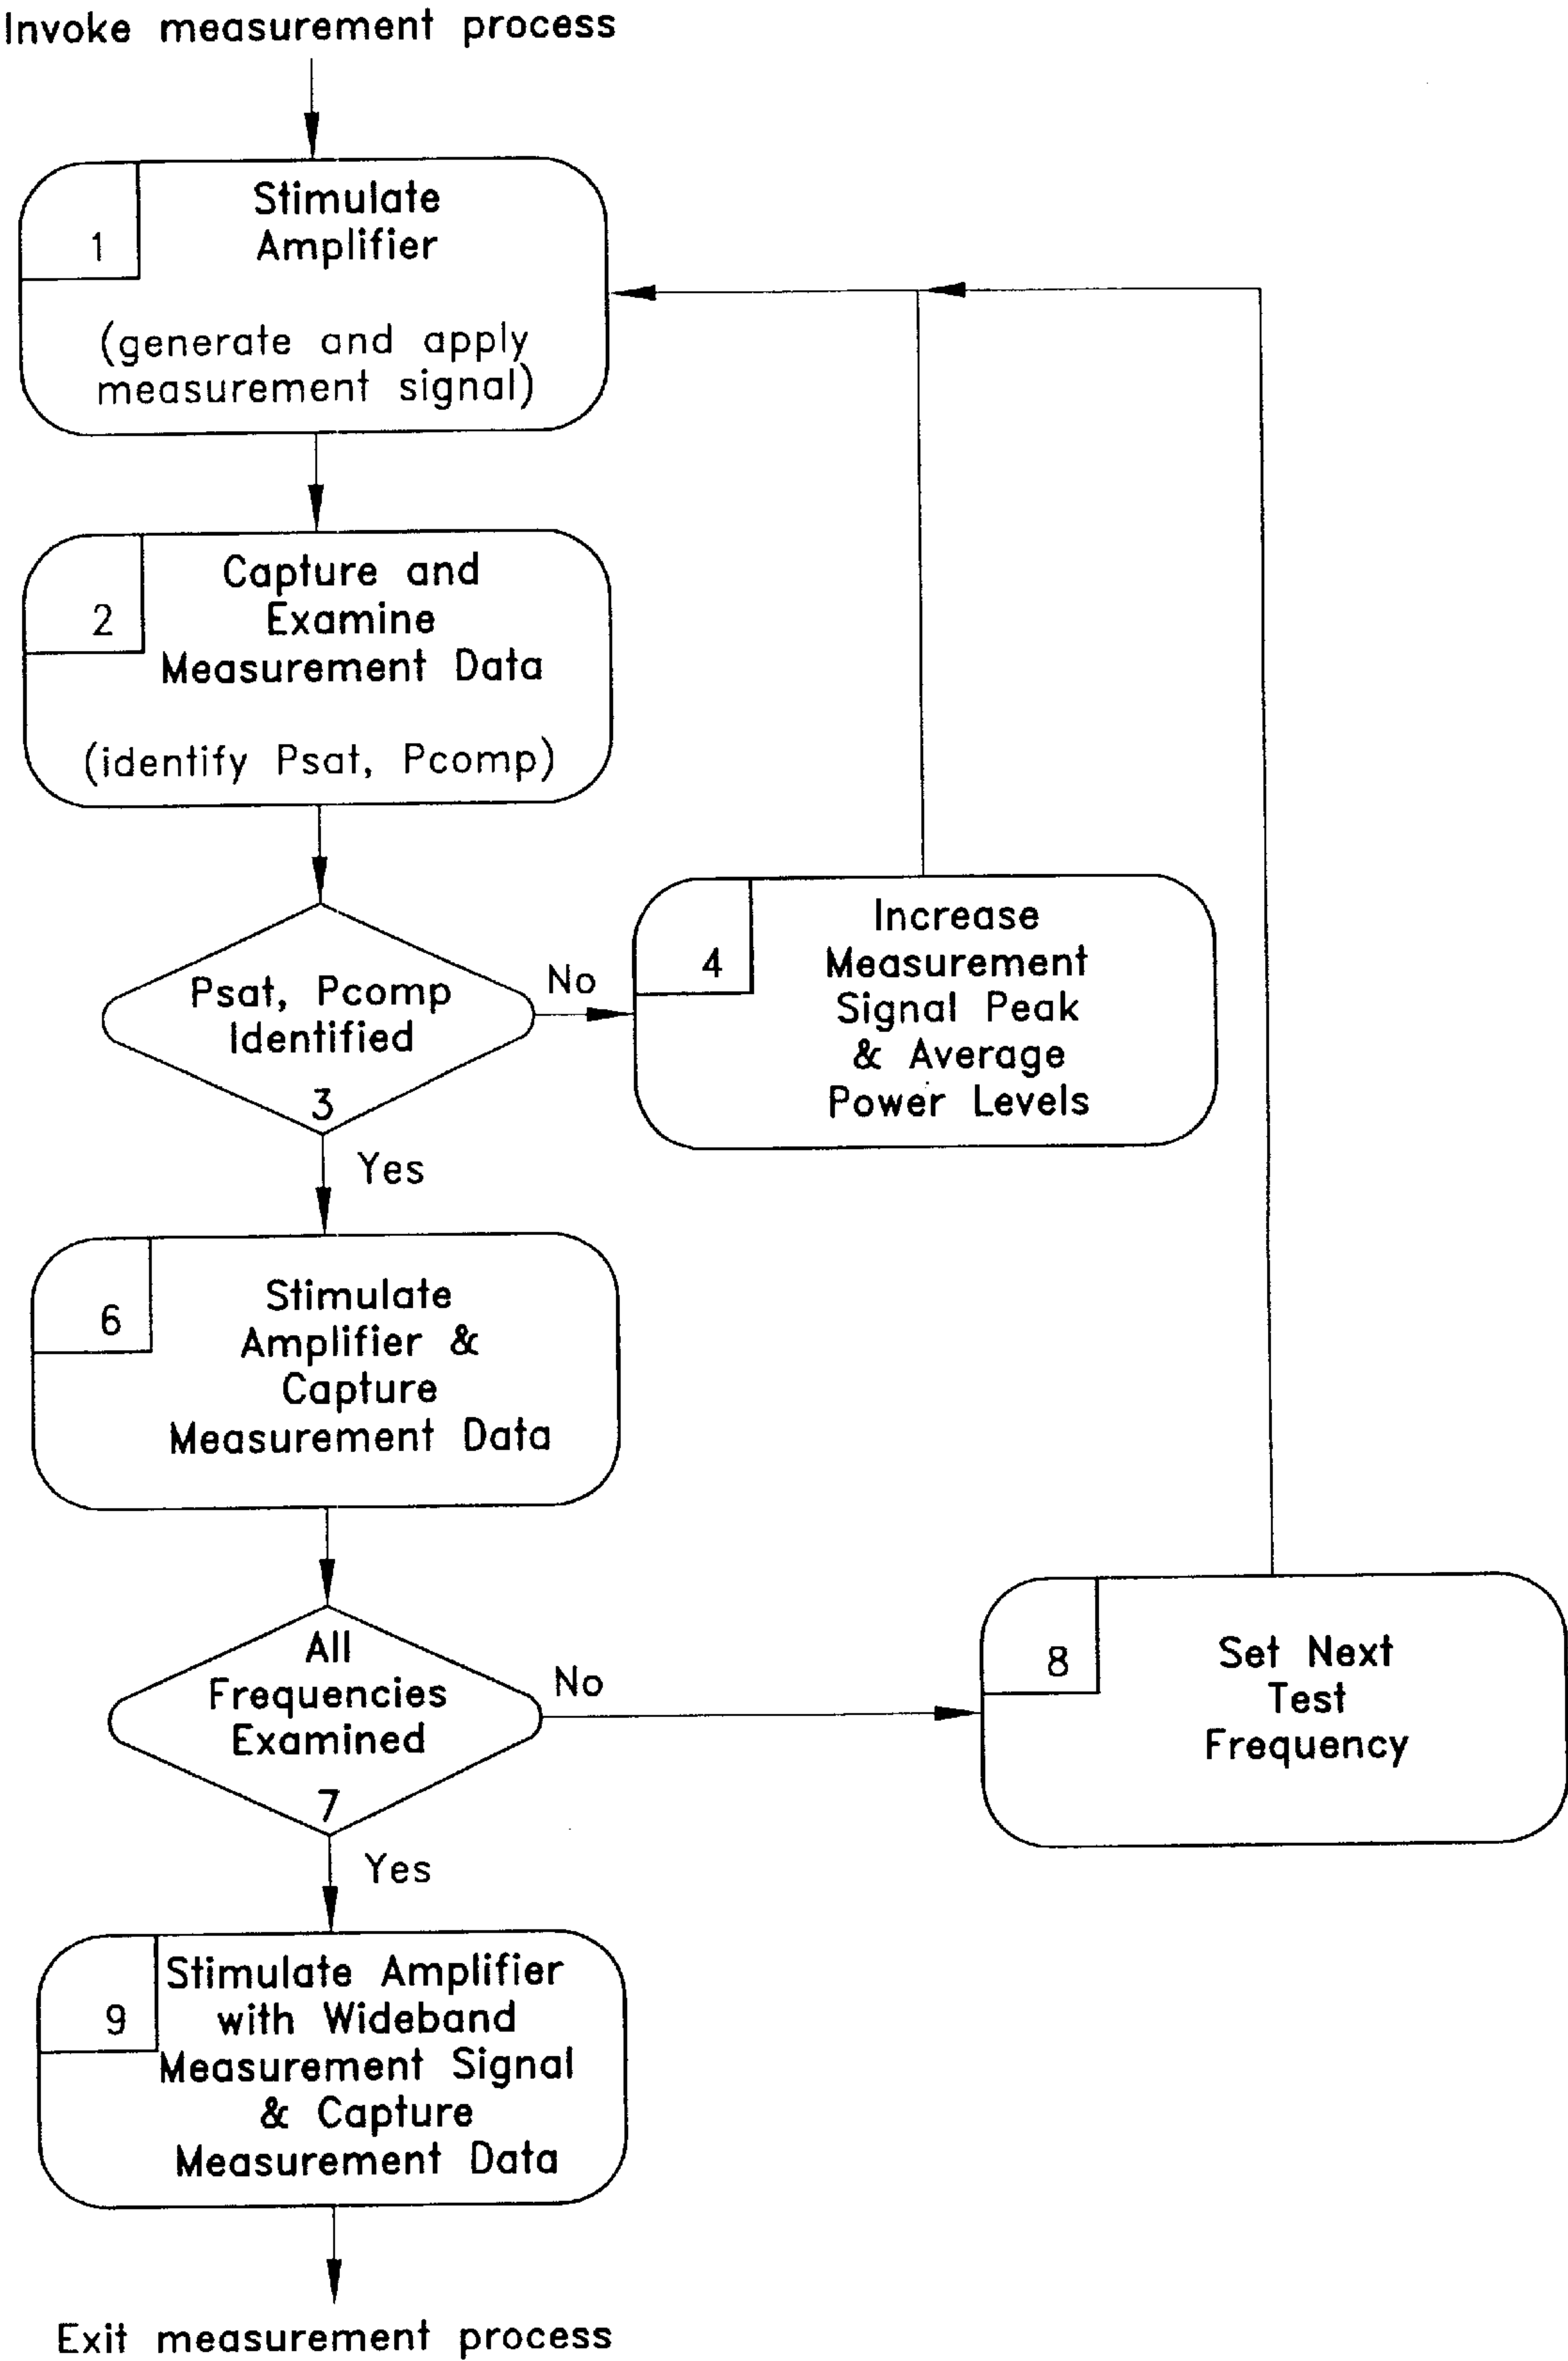 Invoke measurement process
1
Stimulate
Amplifier
(generate and apply
measurement signal)
2
Capture and
Examine
Measurement Data
(identify Psat, Pcomp)
Psat, Pcomp
Identified
3
No
Yes
4
Increase
Measurement
Signal Peak
& Average
Power Levels
6
Stimulate
Amplifier &
Capture
Measurement Data
All
Frequencies
Examined
7
No
Yes
8
Set Next
Test
Frequency
9
Stimulate Amplifier
with Wideband
Measurement Signal
& Capture
Measurement Data
Exit measurement process